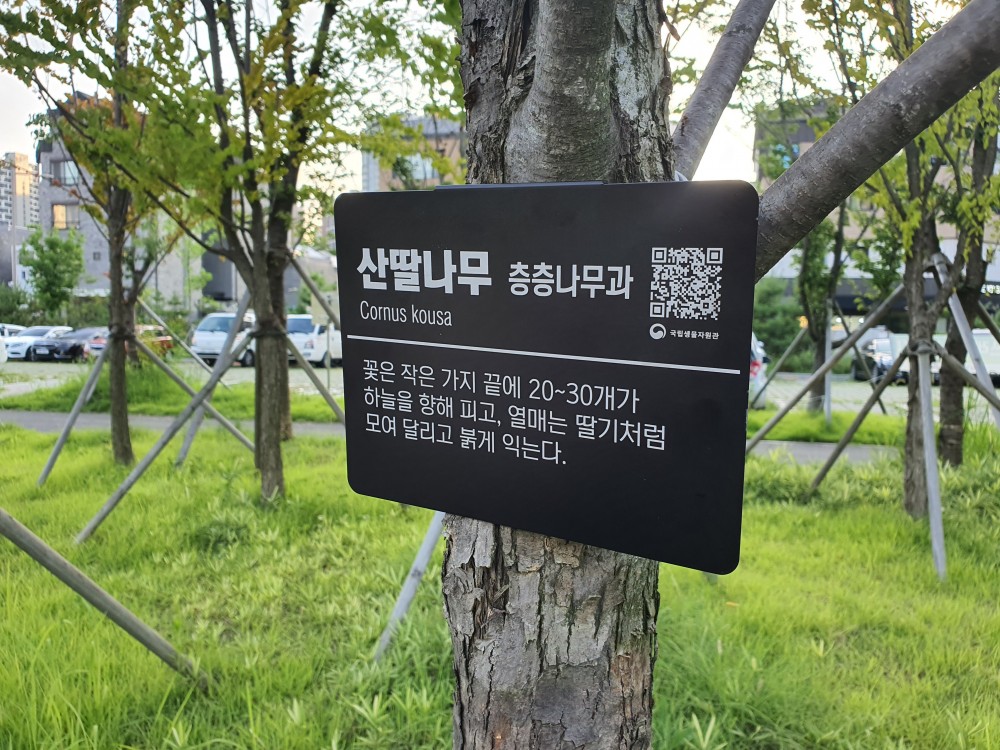 산딸나무 층층나무과
Cornus kousa
국립생물자원관
꽃은 작은 가지 끝에 20~30개가
하늘을 향해 피고, 열매는 딸기처럼
모여 달리고 붉게 익는다.